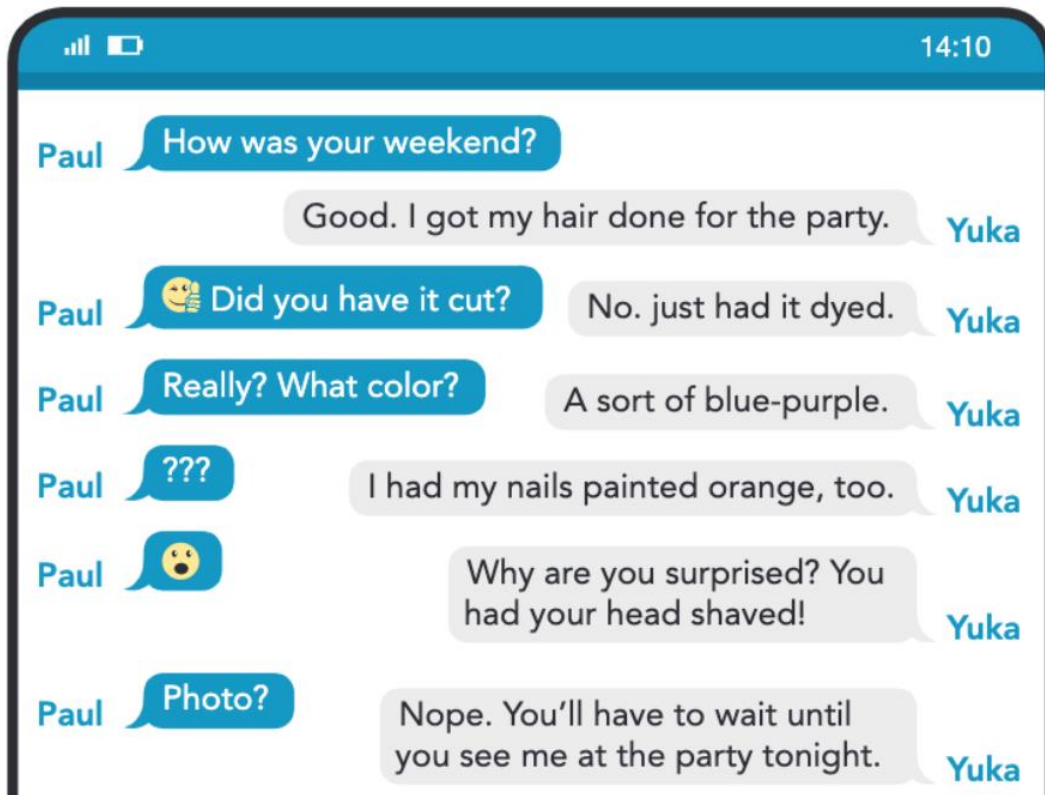 14:10
Paul
How was your weekend?
Good. I got my hair done for the party.
Yuka
Paul
Did you have it cut?
No. just had it dyed.
Yuka
Paul
Really? What color?
A sort of blue-purple.
Yuka
Paul
???
I had my nails painted orange, too.
Yuka
Paul
Why are you surprised? You
had your head shaved!
Yuka
Paul
Photo?
Nope. You'll have to wait until
you see me at the party tonight.
Yuka